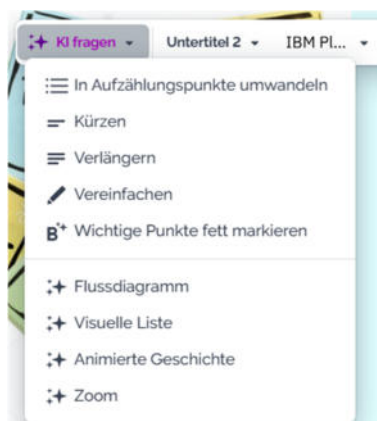 KI fragen Untertitel 2 IBM Pl...
In Aufzählungspunkte umwandeln
Kürzen
Verlängern
Vereinfachen
B Wichtige Punkte fett markieren
Flussdiagramm
Visuelle Liste
Animierte Geschichte
Zoom